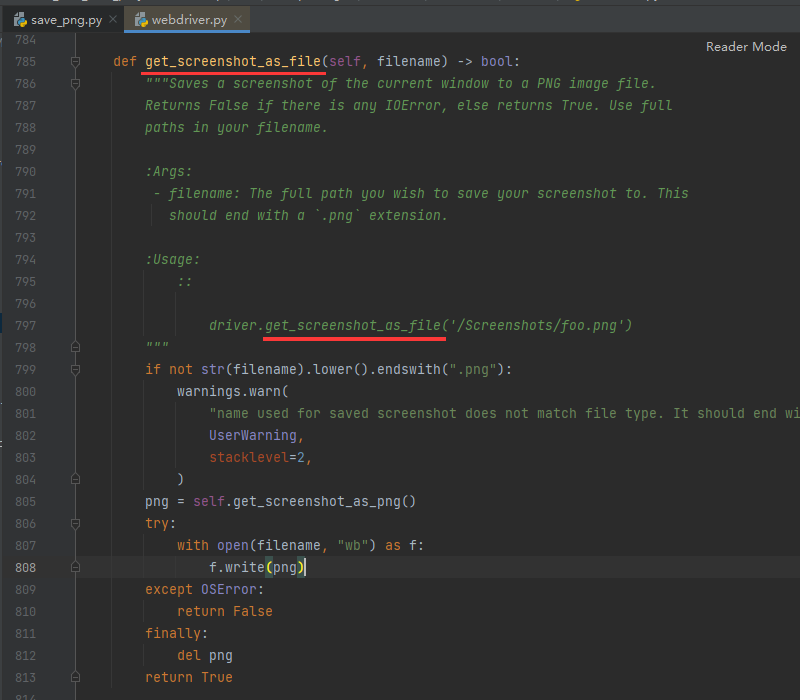 save_png.py × webdriver.py ×
784
Reader Mode
785 def get_screenshot_as_file(self, filename) -> bool:
786 """Saves a screenshot of the current window to a PNG image file.
787 Returns False if there is any IOError, else returns True. Use full
788 paths in your filename.
789
790 :Args:
791 - filename: The full path you wish to save your screenshot to. This
792 should end with a `.png` extension.
793
794 :Usage:
795 ::
796
797 driver.get_screenshot_as_file('/Screenshots/foo.png')
798 """
799 if not str(filename).lower().endswith(".png"):
800 warnings.warn(
801 "name used for saved screenshot does not match file type. It should end wi
802 UserWarning,
803 stacklevel=2,
804 )
805 png = self.get_screenshot_as_png()
806 try:
807 with open(filename, "wb") as f:
808 f.write(png)
809 except OSError:
810 return False
811 finally:
812 del png
813 return True
814